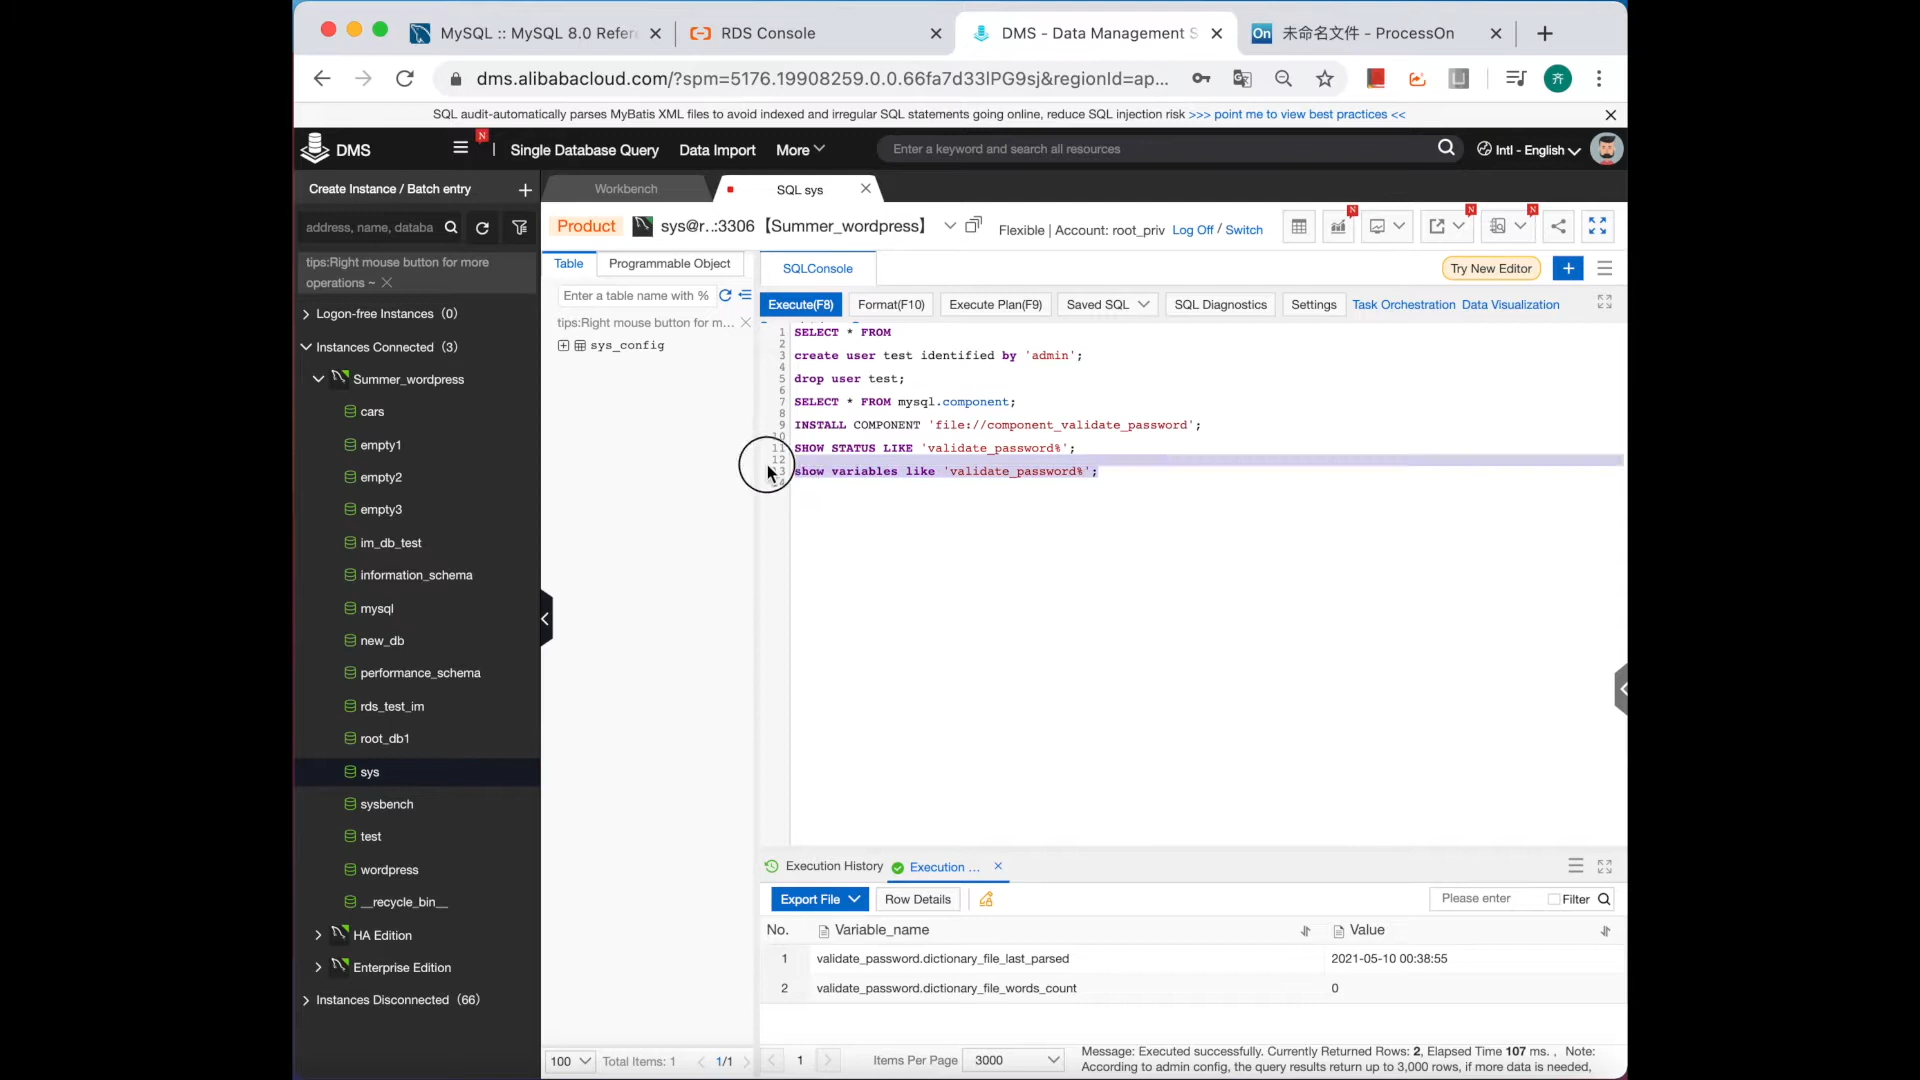 MySQL :: MySQL 8.0 Refer
RDS Console
DMS - Data Management S
On
未命名文件 - ProcessOn
dms.alibabacloud.com/?spm=5176.19908259.0.0.66fa7d33lPG9sj&regionId=ap...
齐
SQL audit-automatically parses MyBatis XML files to avoid indexed and irregular SQL statements going online, reduce SQL injection risk >>> point me to view best practices <<
DMS
N
Single Database Query
Data Import
More
Enter a keyword and search all resources
Intl - English
Create Instance / Batch entry
Workbench
SQL sys
address, name, databa
Product
sys@r..:3306【Summer_wordpress】
Flexible | Account: root_priv Log Off / Switch
N
N
N
tips:Right mouse button for more
operations ~
Table
Programmable Object
SQLConsole
Try New Editor
Enter a table name with %
Execute(F8)
Format(F10)
Execute Plan(F9)
Saved SQL
SQL Diagnostics
Settings
Task Orchestration
Data Visualization
tips:Right mouse button for m...
sys_config
1 SELECT * FROM
2
3 create user test identified by 'admin';
4
5 drop user test;
6
7 SELECT * FROM mysql.component;
8
9 INSTALL COMPONENT 'file://component_validate_password';
10
11 SHOW STATUS LIKE 'validate_password%';
12
13 show variables like 'validate_password%';
14
Logon-free Instances (0)
Instances Connected (3)
Summer_wordpress
cars
empty1
empty2
empty3
im_db_test
information_schema
mysql
new_db
performance_schema
rds_test_im
root_db1
sys
sysbench
test
wordpress
__recycle_bin__
HA Edition
Enterprise Edition
Instances Disconnected (66)
Execution History
Execution ...
Export File
Row Details
Please enter
Filter
No.
Variable_name
Value
1 validate_password.dictionary_file_last_parsed 2021-05-10 00:38:55
2 validate_password.dictionary_file_words_count 0
100
Total Items: 1
1/1
1
Items Per Page
3000
Message: Executed successfully. Currently Returned Rows: 2, Elapsed Time 107 ms. , Note:
According to admin config, the query results return up to 3,000 rows, if more data is needed,